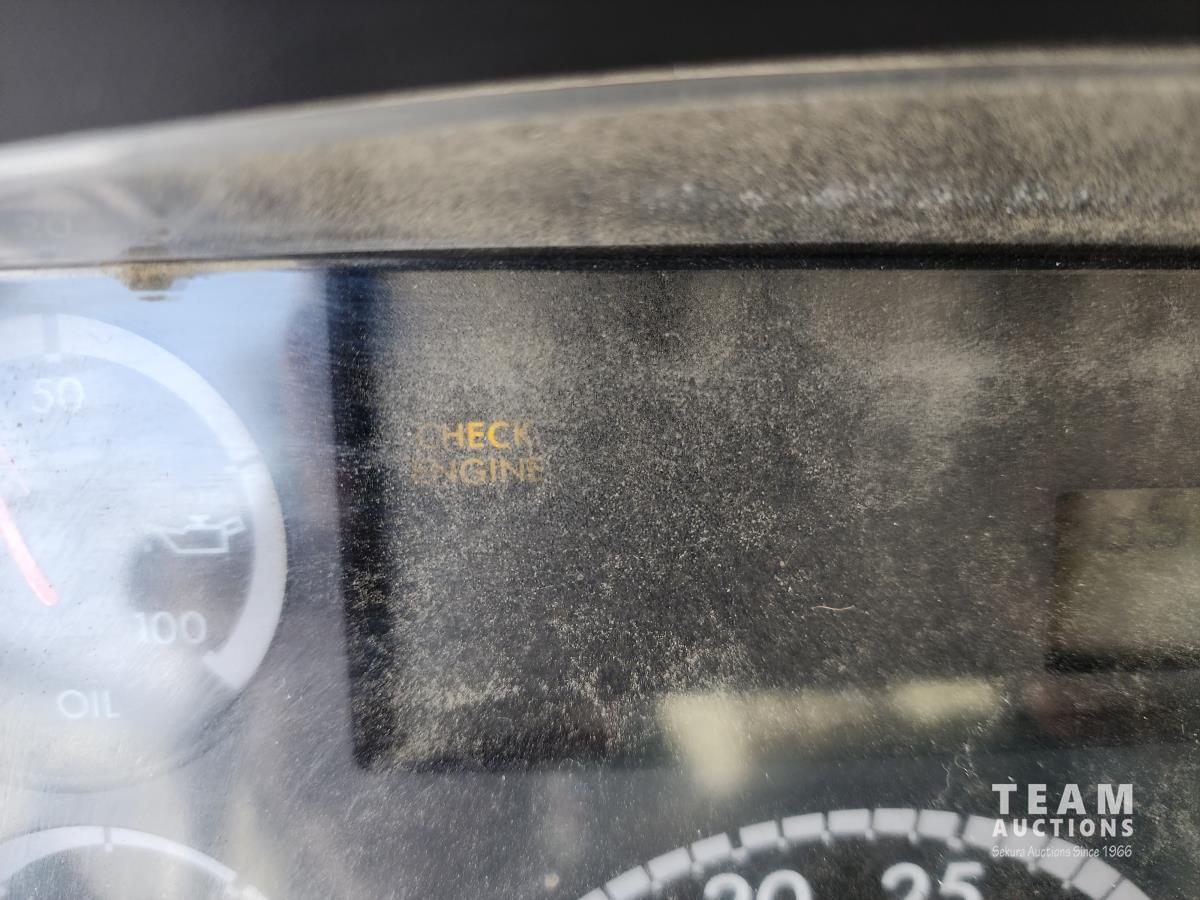 50
CHECK
ENGINE
100
OIL
20
25
TEAM
AUCTIONS
Sekura Auctions Since 1966